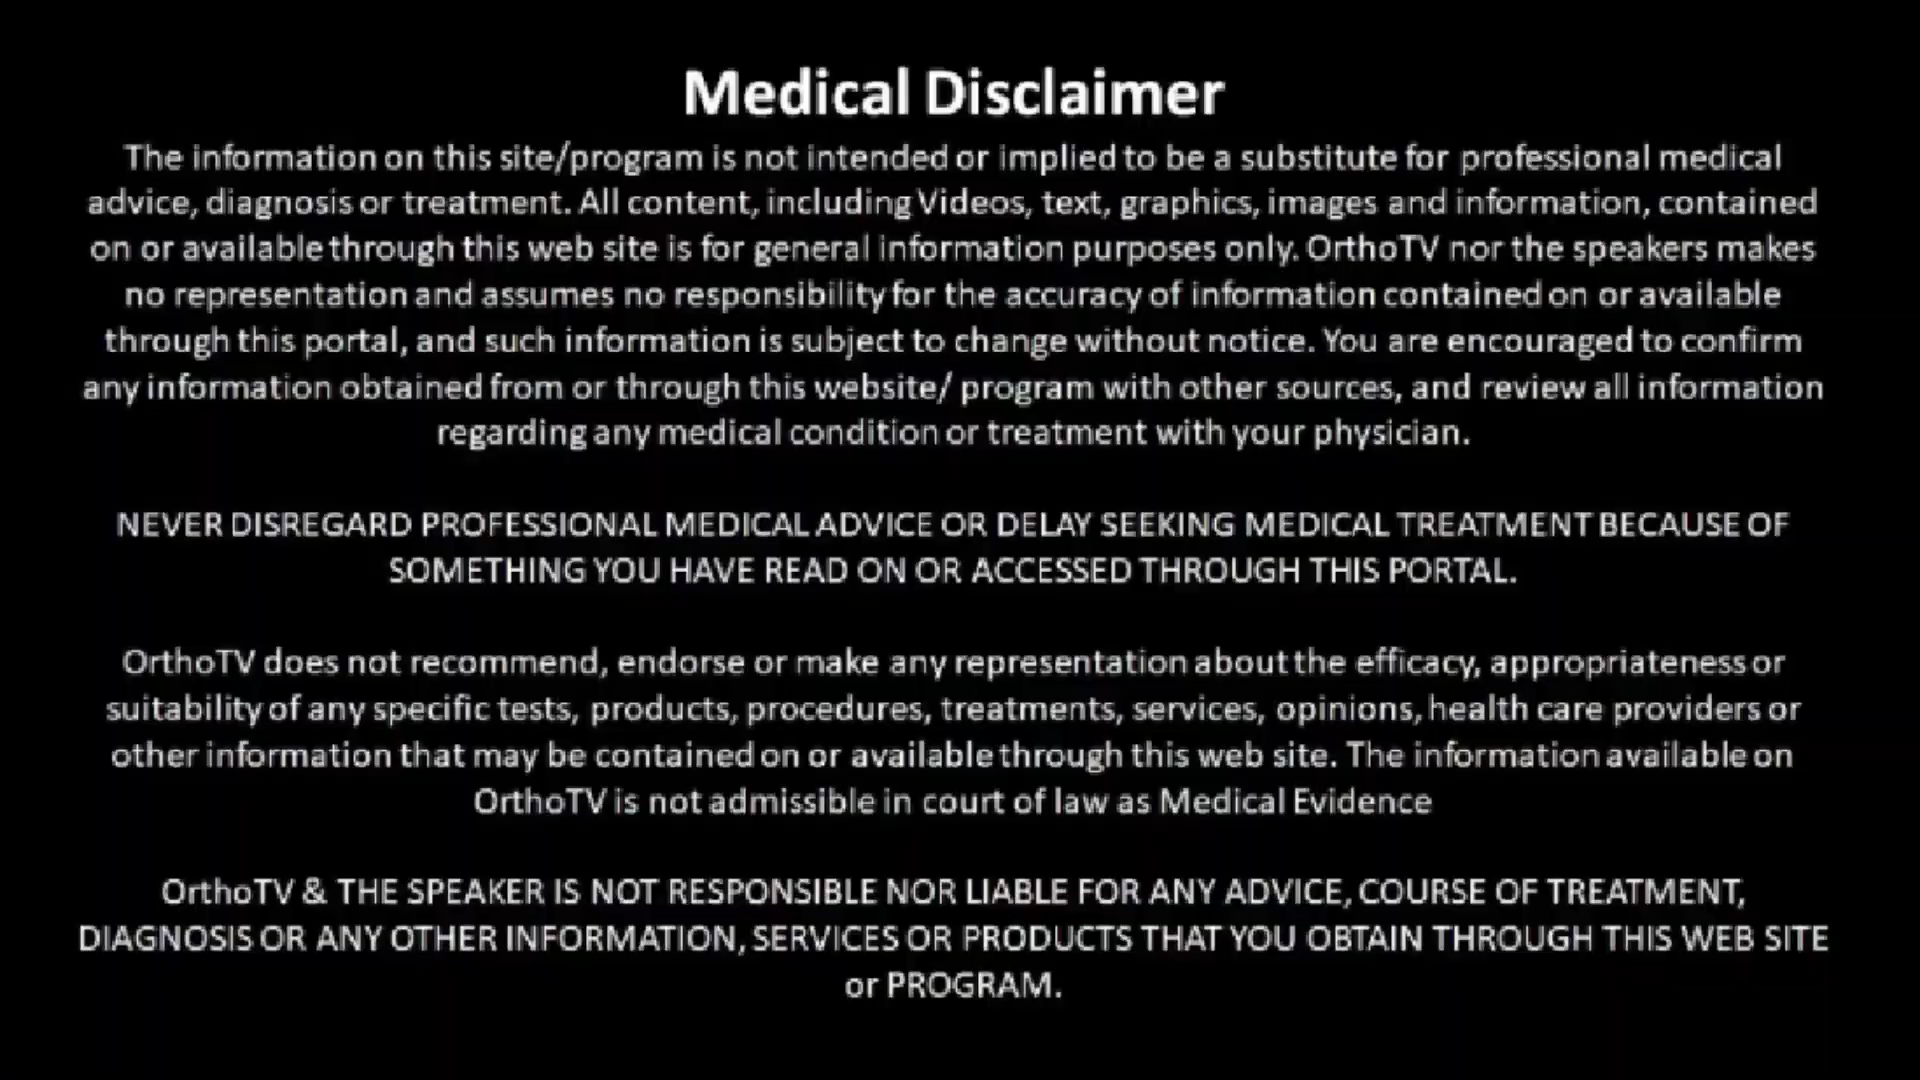 Medical Disclaimer
The information on this site/program is not intended or implied to be a substitute for professional medical
advice, diagnosis or treatment. All content, including Videos, text, graphics, images and information, contained
on or available through this web site is for general information purposes only. OrthoTV nor the speakers makes
no representation and assumes no responsibility for the accuracy of information contained on or available
through this portal, and such information is subject to change without notice. You are encouraged to confirm
any information obtained from or through this website/ program with other sources, and review all information
regarding any medical condition or treatment with your physician.
NEVER DISREGARD PROFESSIONAL MEDICAL ADVICE OR DELAY SEEKING MEDICAL TREATMENT BECAUSE OF
SOMETHING YOU HAVE READ ON OR ACCESSED THROUGH THIS PORTAL.
OrthoTV does not recommend, endorse or make any representation about the efficacy, appropriateness or
suitability of any specific tests, products, procedures, treatments, services, opinions, health care providers or
other information that may be contained on or available through this web site. The information available on
OrthoTV is not admissible in court of law as Medical Evidence
OrthoTV & THE SPEAKER IS NOT RESPONSIBLE NOR LIABLE FOR ANY ADVICE, COURSE OF TREATMENT,
DIAGNOSIS OR ANY OTHER INFORMATION, SERVICES OR PRODUCTS THAT YOU OBTAIN THROUGH THIS WEB SITE
or PROGRAM.